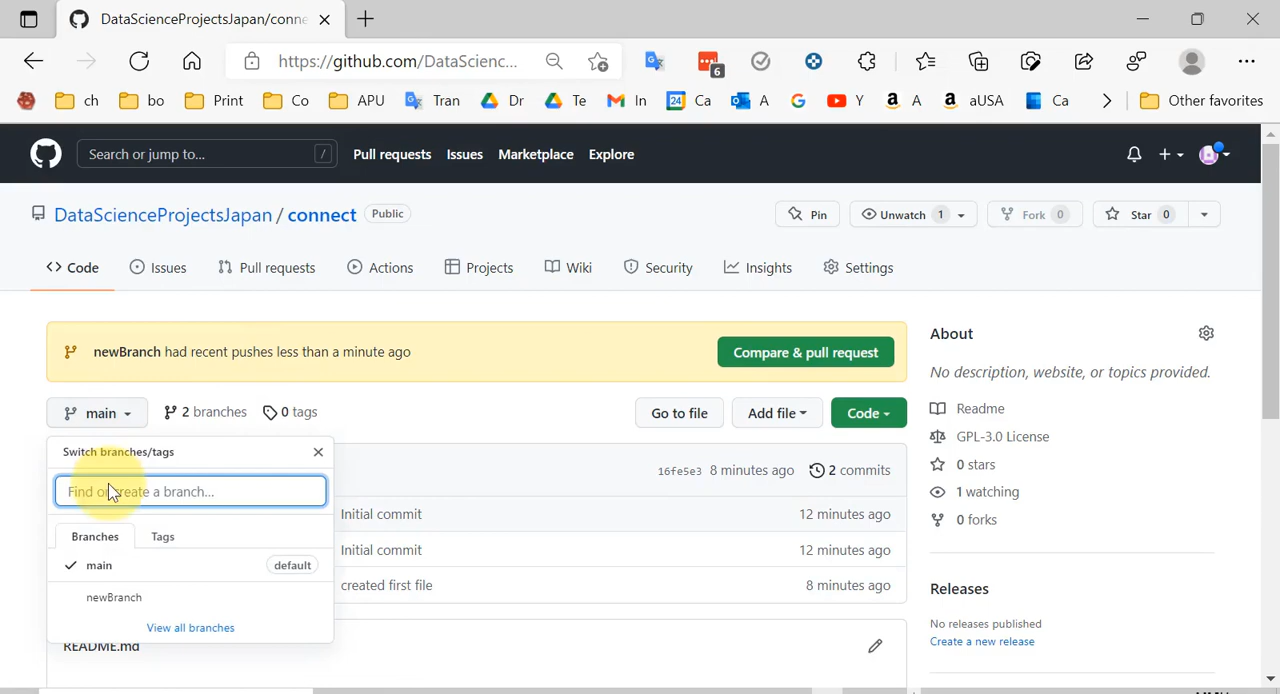 DataScienceProjectsJapan/conne
https://github.com/DataScienc...
6
ch
bo
Print
Co
APU
Tran
Dr
Te
In
24
Ca
A
Y
A
aUSA
Ca
Other favorites
Search or jump to...
/
Pull requests
Issues
Marketplace
Explore
DataScienceProjectsJapan / connect
Public
Pin
Unwatch 1
Fork 0
Star 0
Code
Issues
Pull requests
Actions
Projects
Wiki
Security
Insights
Settings
newBranch had recent pushes less than a minute ago
Compare & pull request
main
2 branches
0 tags
Go to file
Add file
Code
Switch branches/tags
Find or create a branch...
Branches
Tags
main
default
newBranch
View all branches
16fe5e3 8 minutes ago
2 commits
Initial commit
12 minutes ago
Initial commit
12 minutes ago
created first file
8 minutes ago
README.md
About
No description, website, or topics provided.
Readme
GPL-3.0 License
0 stars
1 watching
0 forks
Releases
No releases published
Create a new release